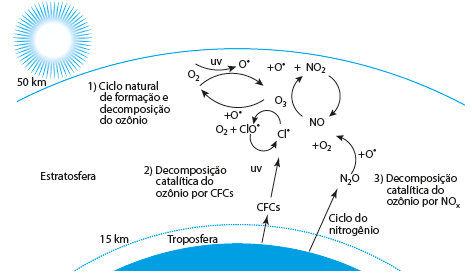 50 km
1) Ciclo natural
de formação e
decomposição
do ozônio
uv
O•
O₂
+O• + NO₂
O₃
NO
+O•
O₂ + ClO•
Cl•
+O₂
+O•
Estratosfera
2) Decomposição
catalítica do
ozônio por CFCs
uv
N₂O
3) Decomposição
catalítica do
ozônio por NOₓ
CFCs
Ciclo do
nitrogênio
15 km
Troposfera